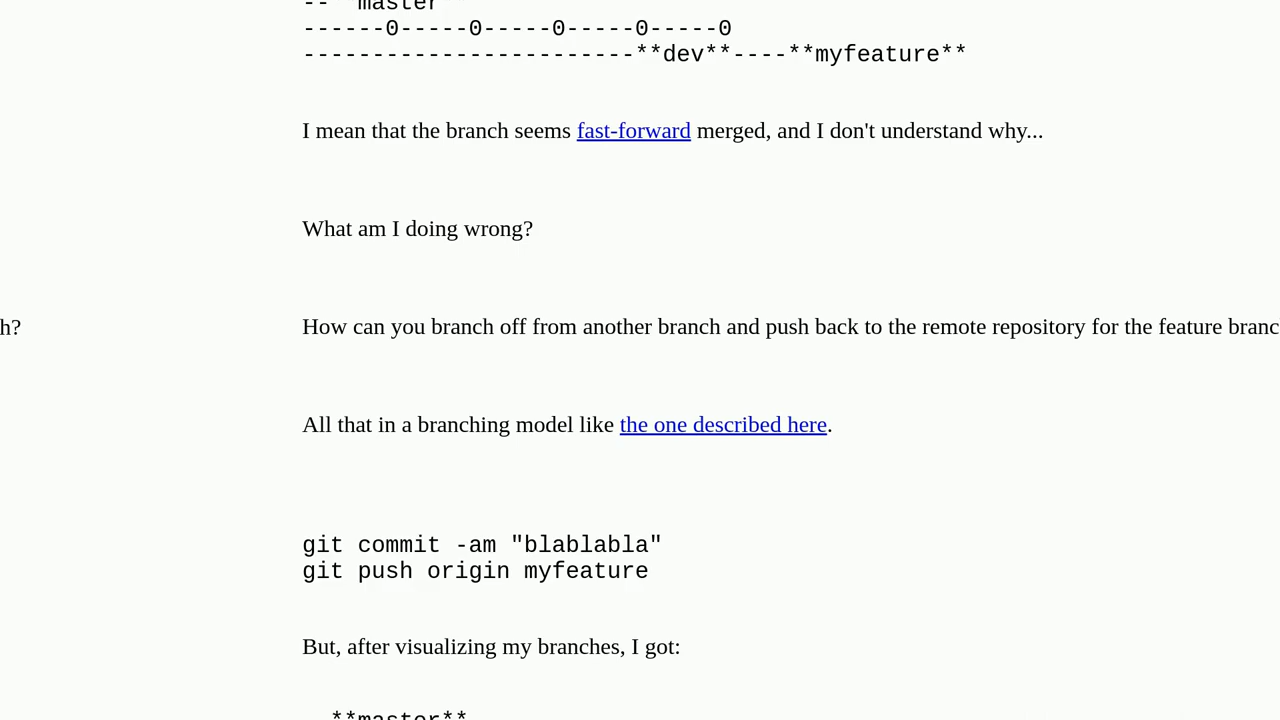 -- **master**
------0-----0-----0-----0-----0
------------------------**dev**----**myfeature**
I mean that the branch seems fast-forward merged, and I don't understand why...
What am I doing wrong?
h?
How can you branch off from another branch and push back to the remote repository for the feature branc
All that in a branching model like the one described here.
git commit -am "blablabla"
git push origin myfeature
But, after visualizing my branches, I got:
**master**